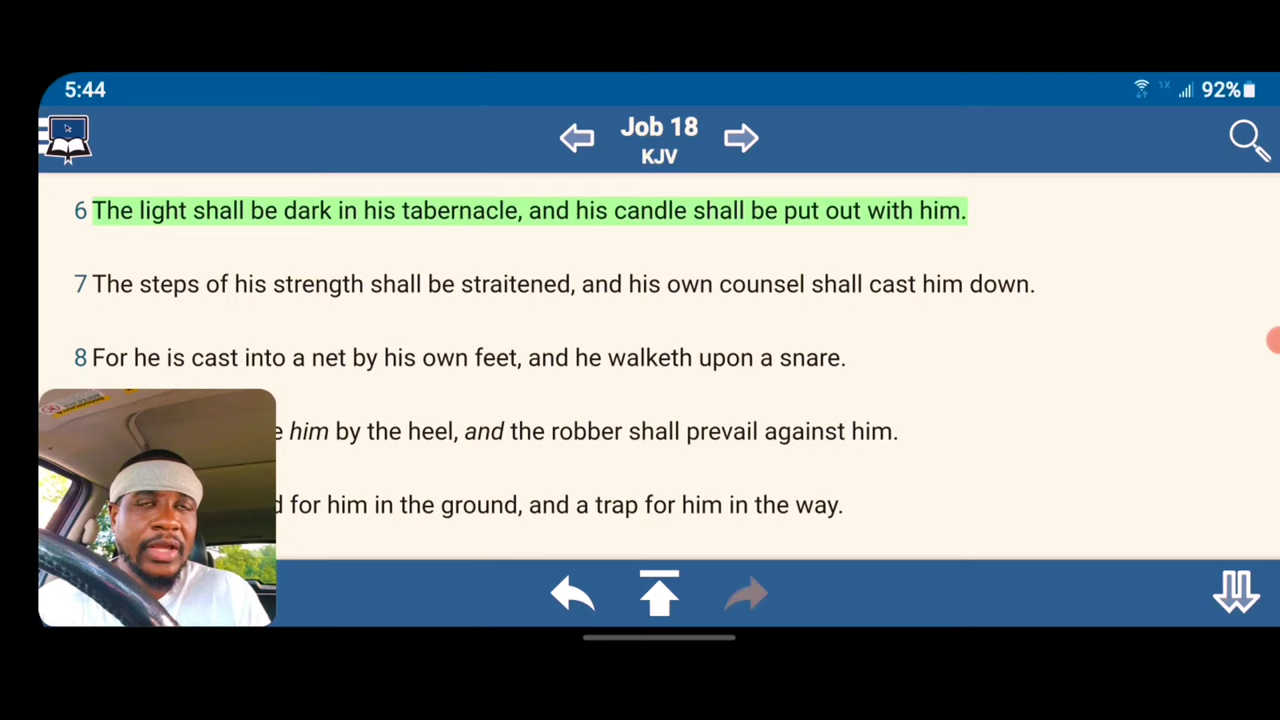 5:44
1X 92%
Job 18
KJV
6 The light shall be dark in his tabernacle, and his candle shall be put out with him.
7 The steps of his strength shall be straitened, and his own counsel shall cast him down.
8 For he is cast into a net by his own feet, and he walketh upon a snare.
him by the heel, and the robber shall prevail against him.
for him in the ground, and a trap for him in the way.